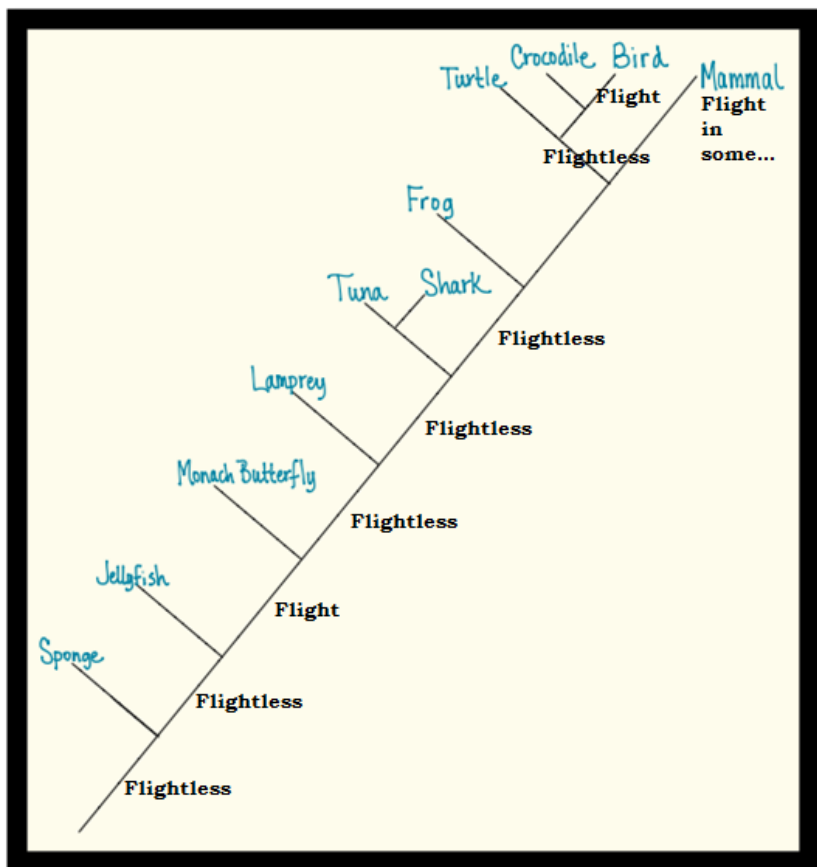 Crocodile Bird
Turtle
Mammal
Flight
Flight
in
some...
Flightless
Frog
Tuna Shark
Flightless
Lamprey
Flightless
Monach Butterfly
Flightless
Jellyfish
Flight
Sponge
Flightless
Flightless